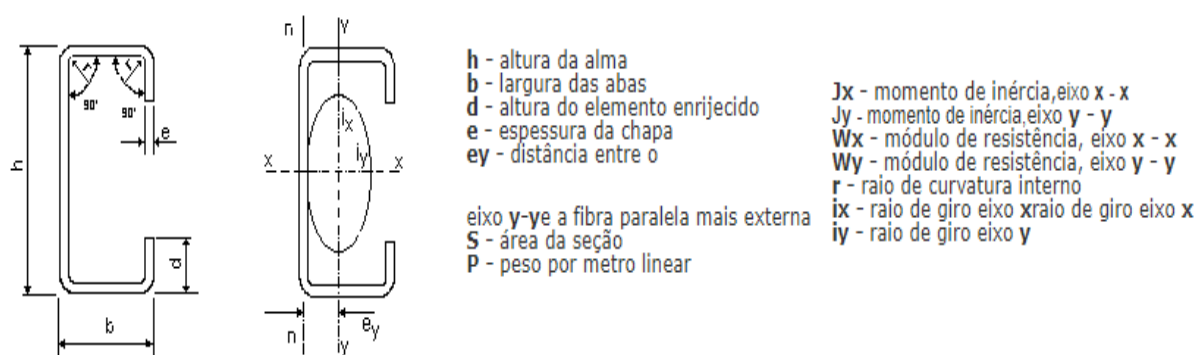 h
b
r
r
90°
90°
e
d
n
y
ix
iy
x
x
n
iy
ey
h - altura da alma
b - largura das abas
d - altura do elemento enrijecido
e - espessura da chapa
ey - distância entre o
eixo y-ye a fibra paralela mais externa
S - área da seção
P - peso por metro linear
Jx - momento de inércia,eixo x - x
Jy - momento de inércia,eixo y - y
Wx - módulo de resistência, eixo x - x
Wy - módulo de resistência, eixo y - y
r - raio de curvatura interno
ix - raio de giro eixo xraio de giro eixo x
iy - raio de giro eixo y